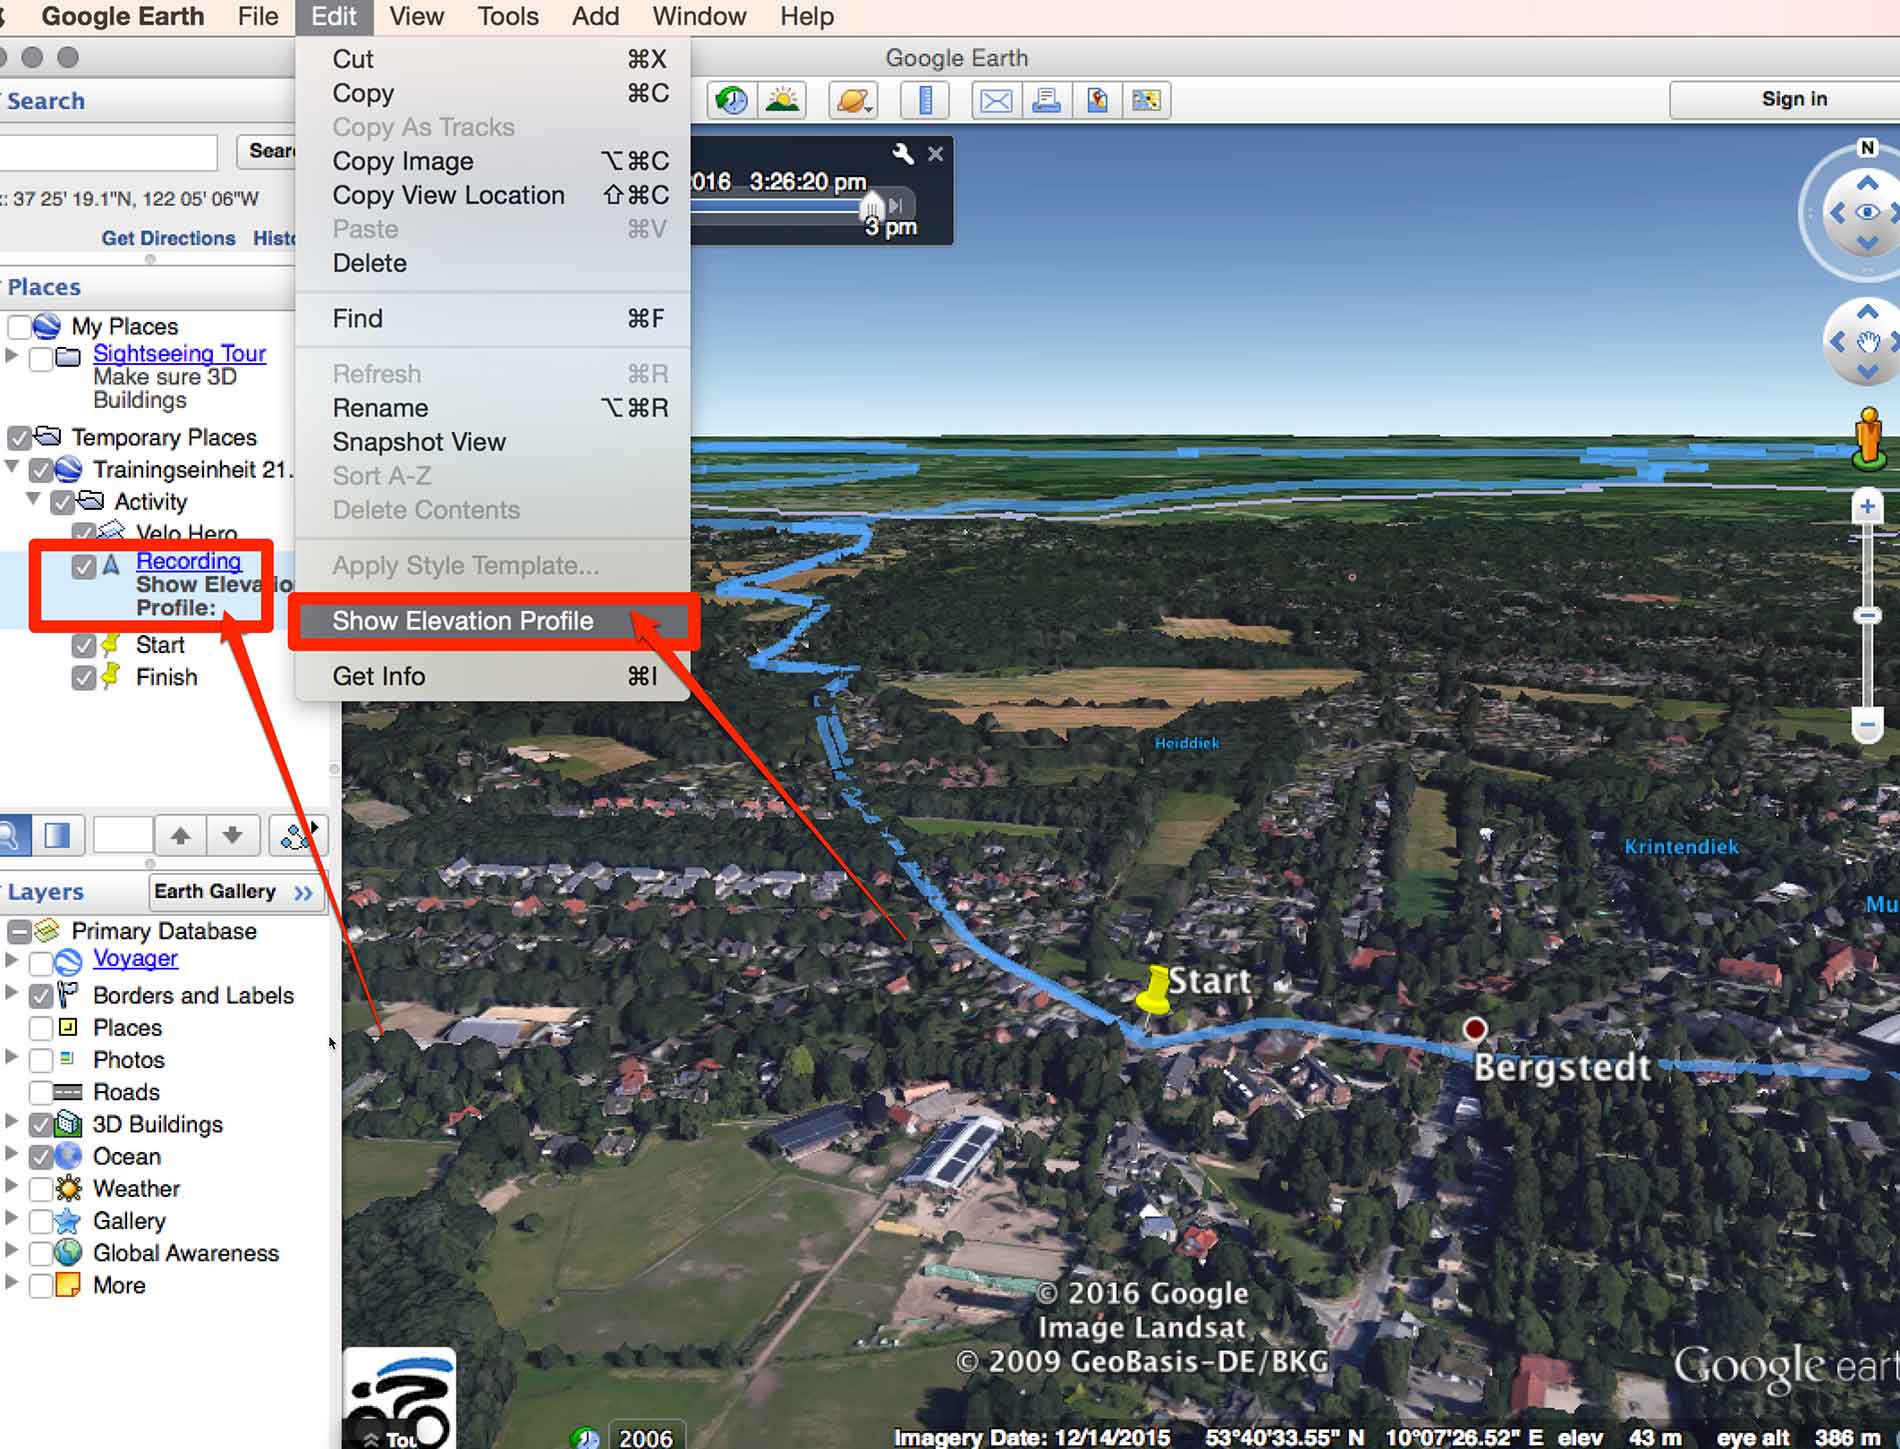 Google Earth File Edit View Tools Add Window Help
Google Earth
Search
Sear
: 37 25' 19.1"N, 122 05' 06"W
Get Directions Histo
Places
My Places
Sightseeing Tour
Make sure 3D
Buildings
Temporary Places
Trainingseinheit 21.
Activity
Velo Hero
Recording
Show Elevatio
Profile:
Start
Finish
Layers
Earth Gallery >>
Primary Database
Voyager
Borders and Labels
Places
Photos
Roads
3D Buildings
Ocean
Weather
Gallery
Global Awareness
More
Cut ⌘X
Copy ⌘C
Copy As Tracks
Copy Image ⌥⌘C
Copy View Location ⇧⌘C
Paste ⌘V
Delete
Find ⌘F
Refresh ⌘R
Rename ⌥⌘R
Snapshot View
Sort A-Z
Delete Contents
Apply Style Template...
Show Elevation Profile
Get Info ⌘I
Sign in
016 3:26:20 pm
3 pm
N
Heiddiek
Krintendiek
Mu
Start
Bergstedt
© 2016 Google
Image Landsat
© 2009 GeoBasis-DE/BKG
Google eart
Tou
2006
Imagery Date: 12/14/2015 53°40'33.55" N 10°07'26.52" E elev 43 m eye alt 386 m